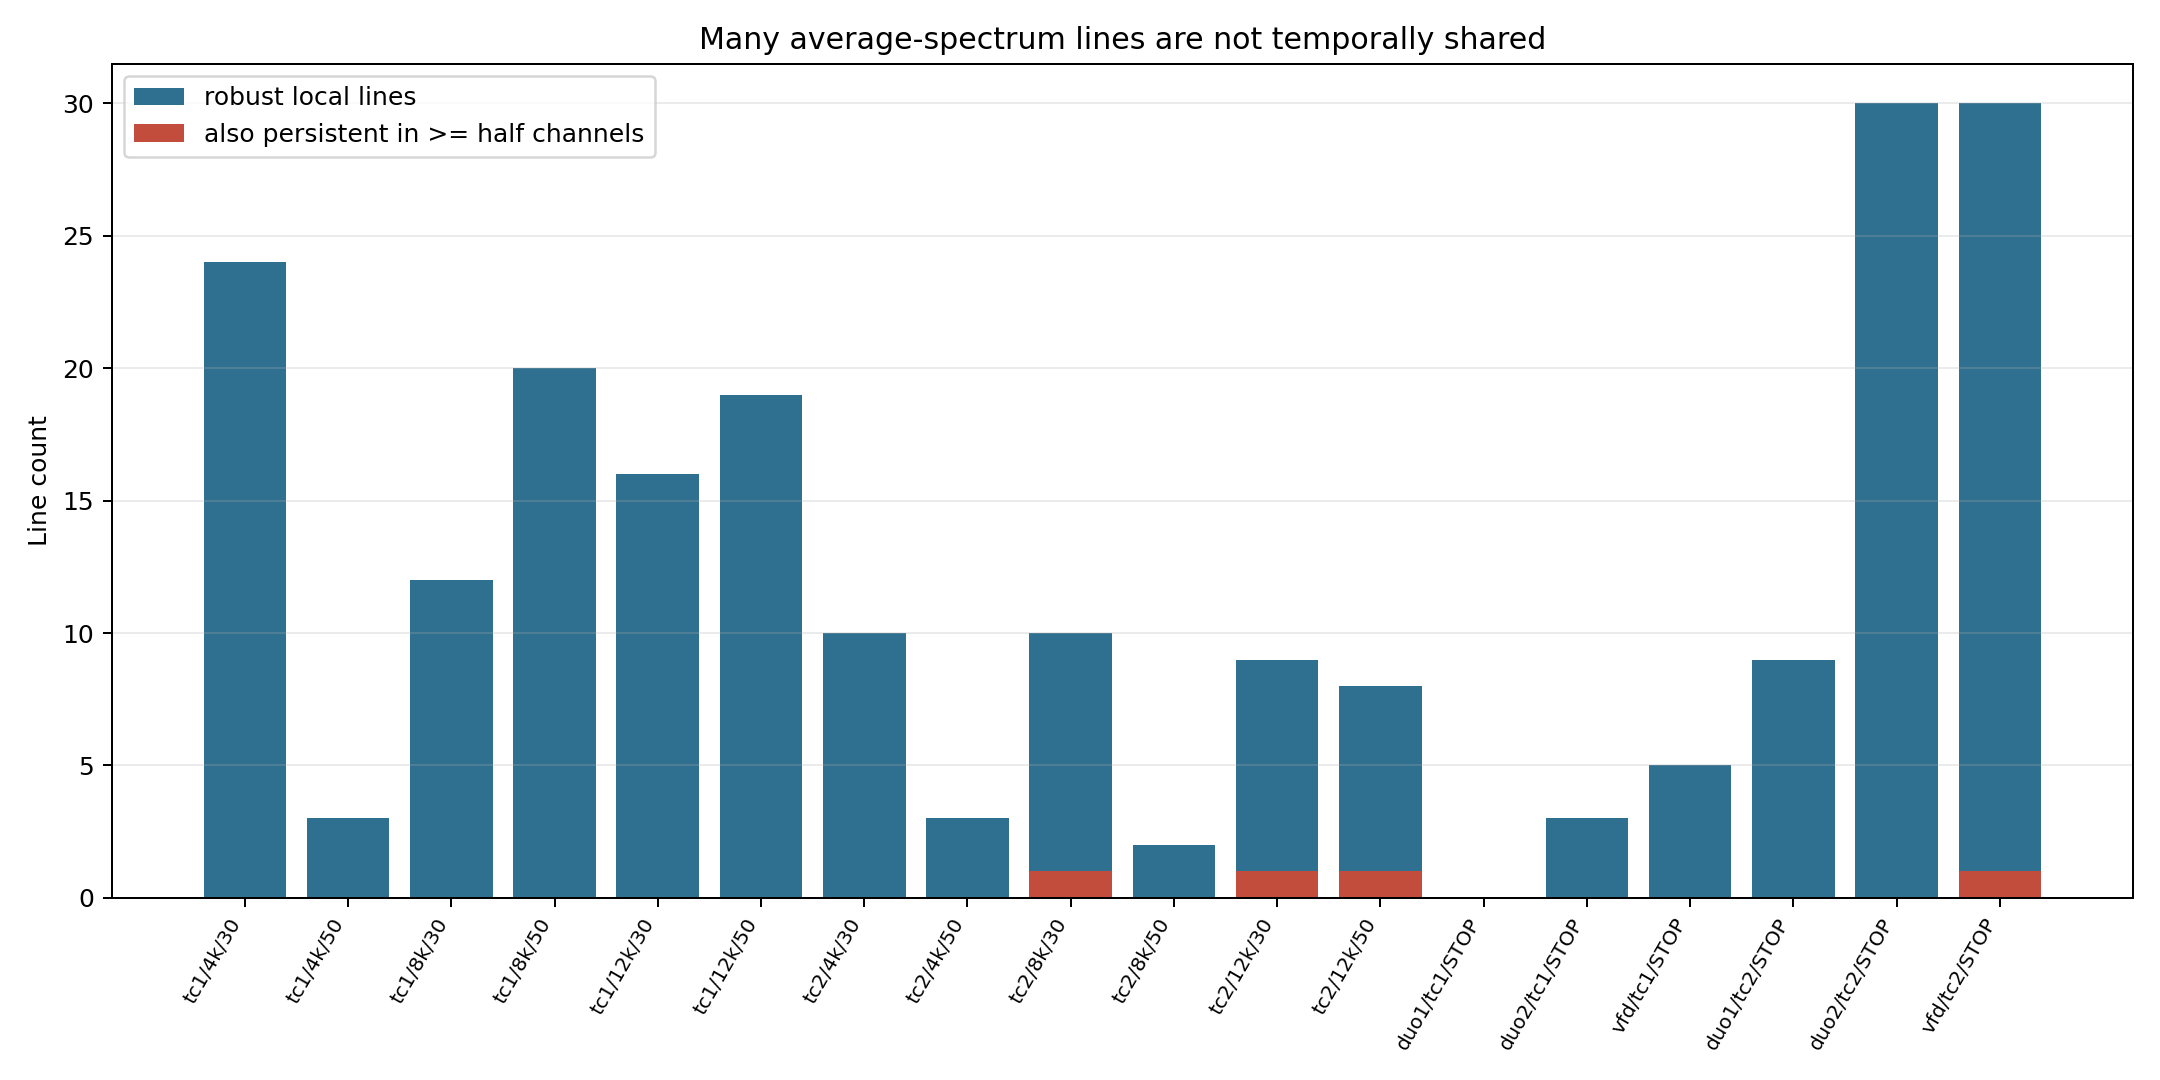 Many average-spectrum lines are not temporally shared
robust local lines
also persistent in >= half channels
Line count
30
25
20
15
10
5
0
tc1/4k/30
tc1/4k/50
tc1/8k/30
tc1/8k/50
tc1/12k/30
tc1/12k/50
tc2/4k/30
tc2/4k/50
tc2/8k/30
tc2/8k/50
tc2/12k/30
tc2/12k/50
duo1/tc1/STOP
duo2/tc1/STOP
vfd/tc1/STOP
duo1/tc2/STOP
duo2/tc2/STOP
vfd/tc2/STOP